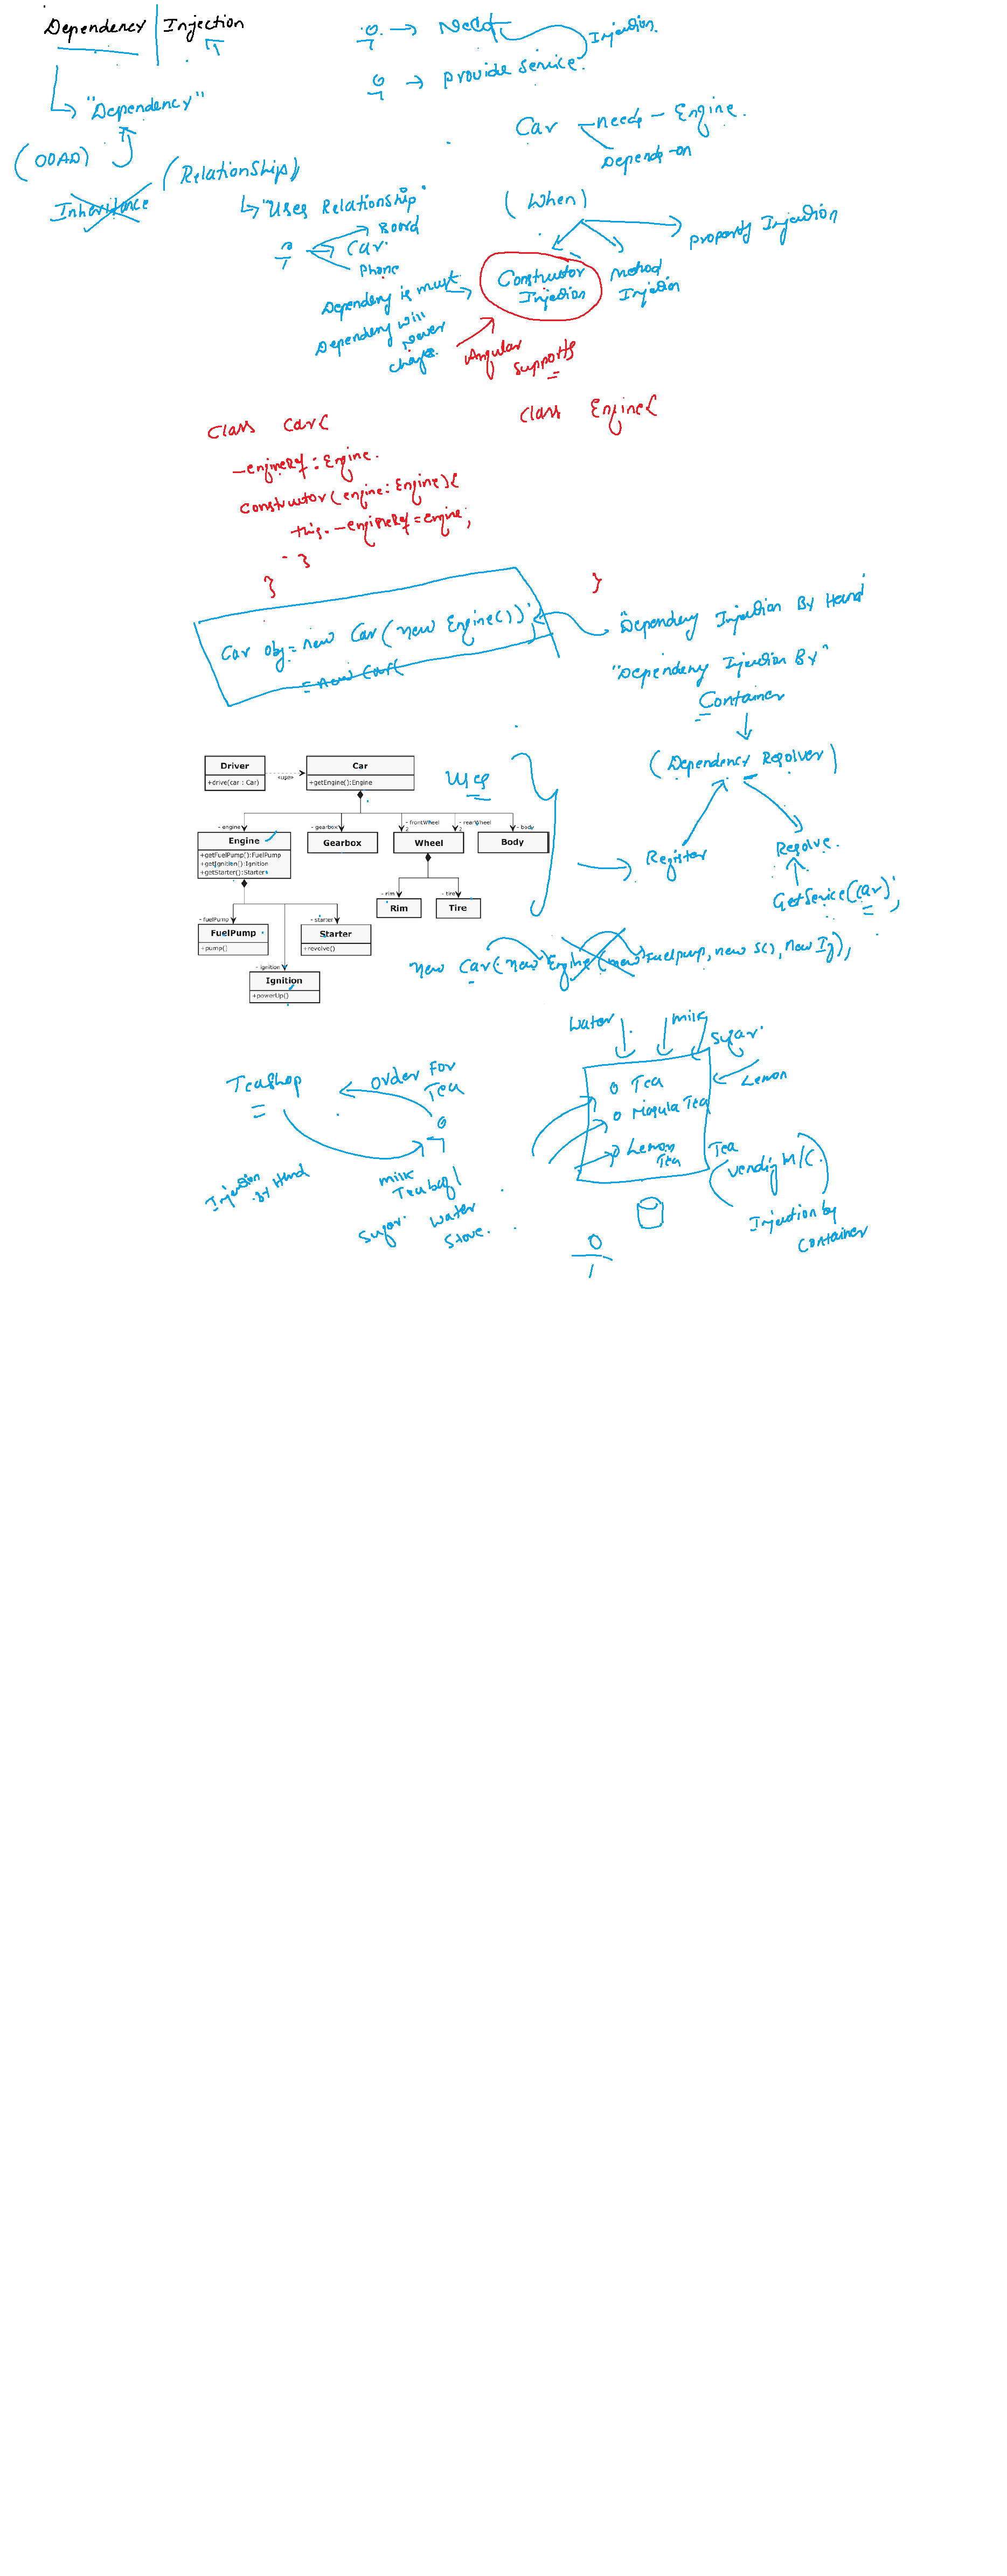 Dependency | Injection
→ Need
Injection.
→ provide service.
"Dependency"
(OOAD)
Inheritance
(RelationShips)
"Uses Relationship"
Board
Car.
Phone
Car -needs- Engine.
Depends-on
(When)
Constructor Injection
Method Injection
property Injection
Dependency is must
Dependency will never change.
Angular supports
Class Car{
-engineRef: Engine.
constructor(engine: Engine){
this.-engineRef=engine;
}
}
class Engine{
}
Car obj = new Car(new Engine());
= new Car(
"Dependency Injection By Hand"
"Dependency Injection By"
Container
(Dependency Resolver)
Register
Resolve.
GetService(Car);
Driver
+drive(car : Car)
«use»
Car
+getEngine():Engine
- engine
- gearbox
- frontWheel
2
- rearWheel
2
- body
Engine
+getFuelPump():FuelPump
+getIgnition():Ignition
+getStarter():Starter
Gearbox
Wheel
Body
- rim
- tire
Rim
Tire
- fuelPump
- starter
FuelPump
+pump()
Starter
+revolve()
- ignition
Ignition
+powerUp()
new Car(new Engine(new Fuelpump, new S(), New Ig),
Water
milk
Sugar.
Lemon
Teashop
order For Tea
Injection By Hand
milk
Teabag
Sugar.
Water
Stove.
Tea
Masala Tea
Lemon Tea
Tea
Vending M/C.
Injection by Container